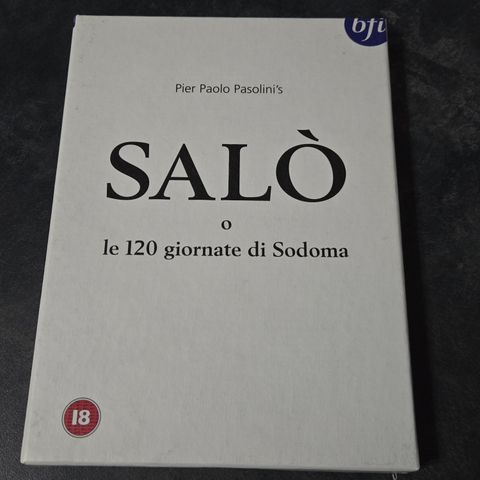 bfi
Pier Paolo Pasolini's
SALÒ
o
le 120 giornate di Sodoma
18